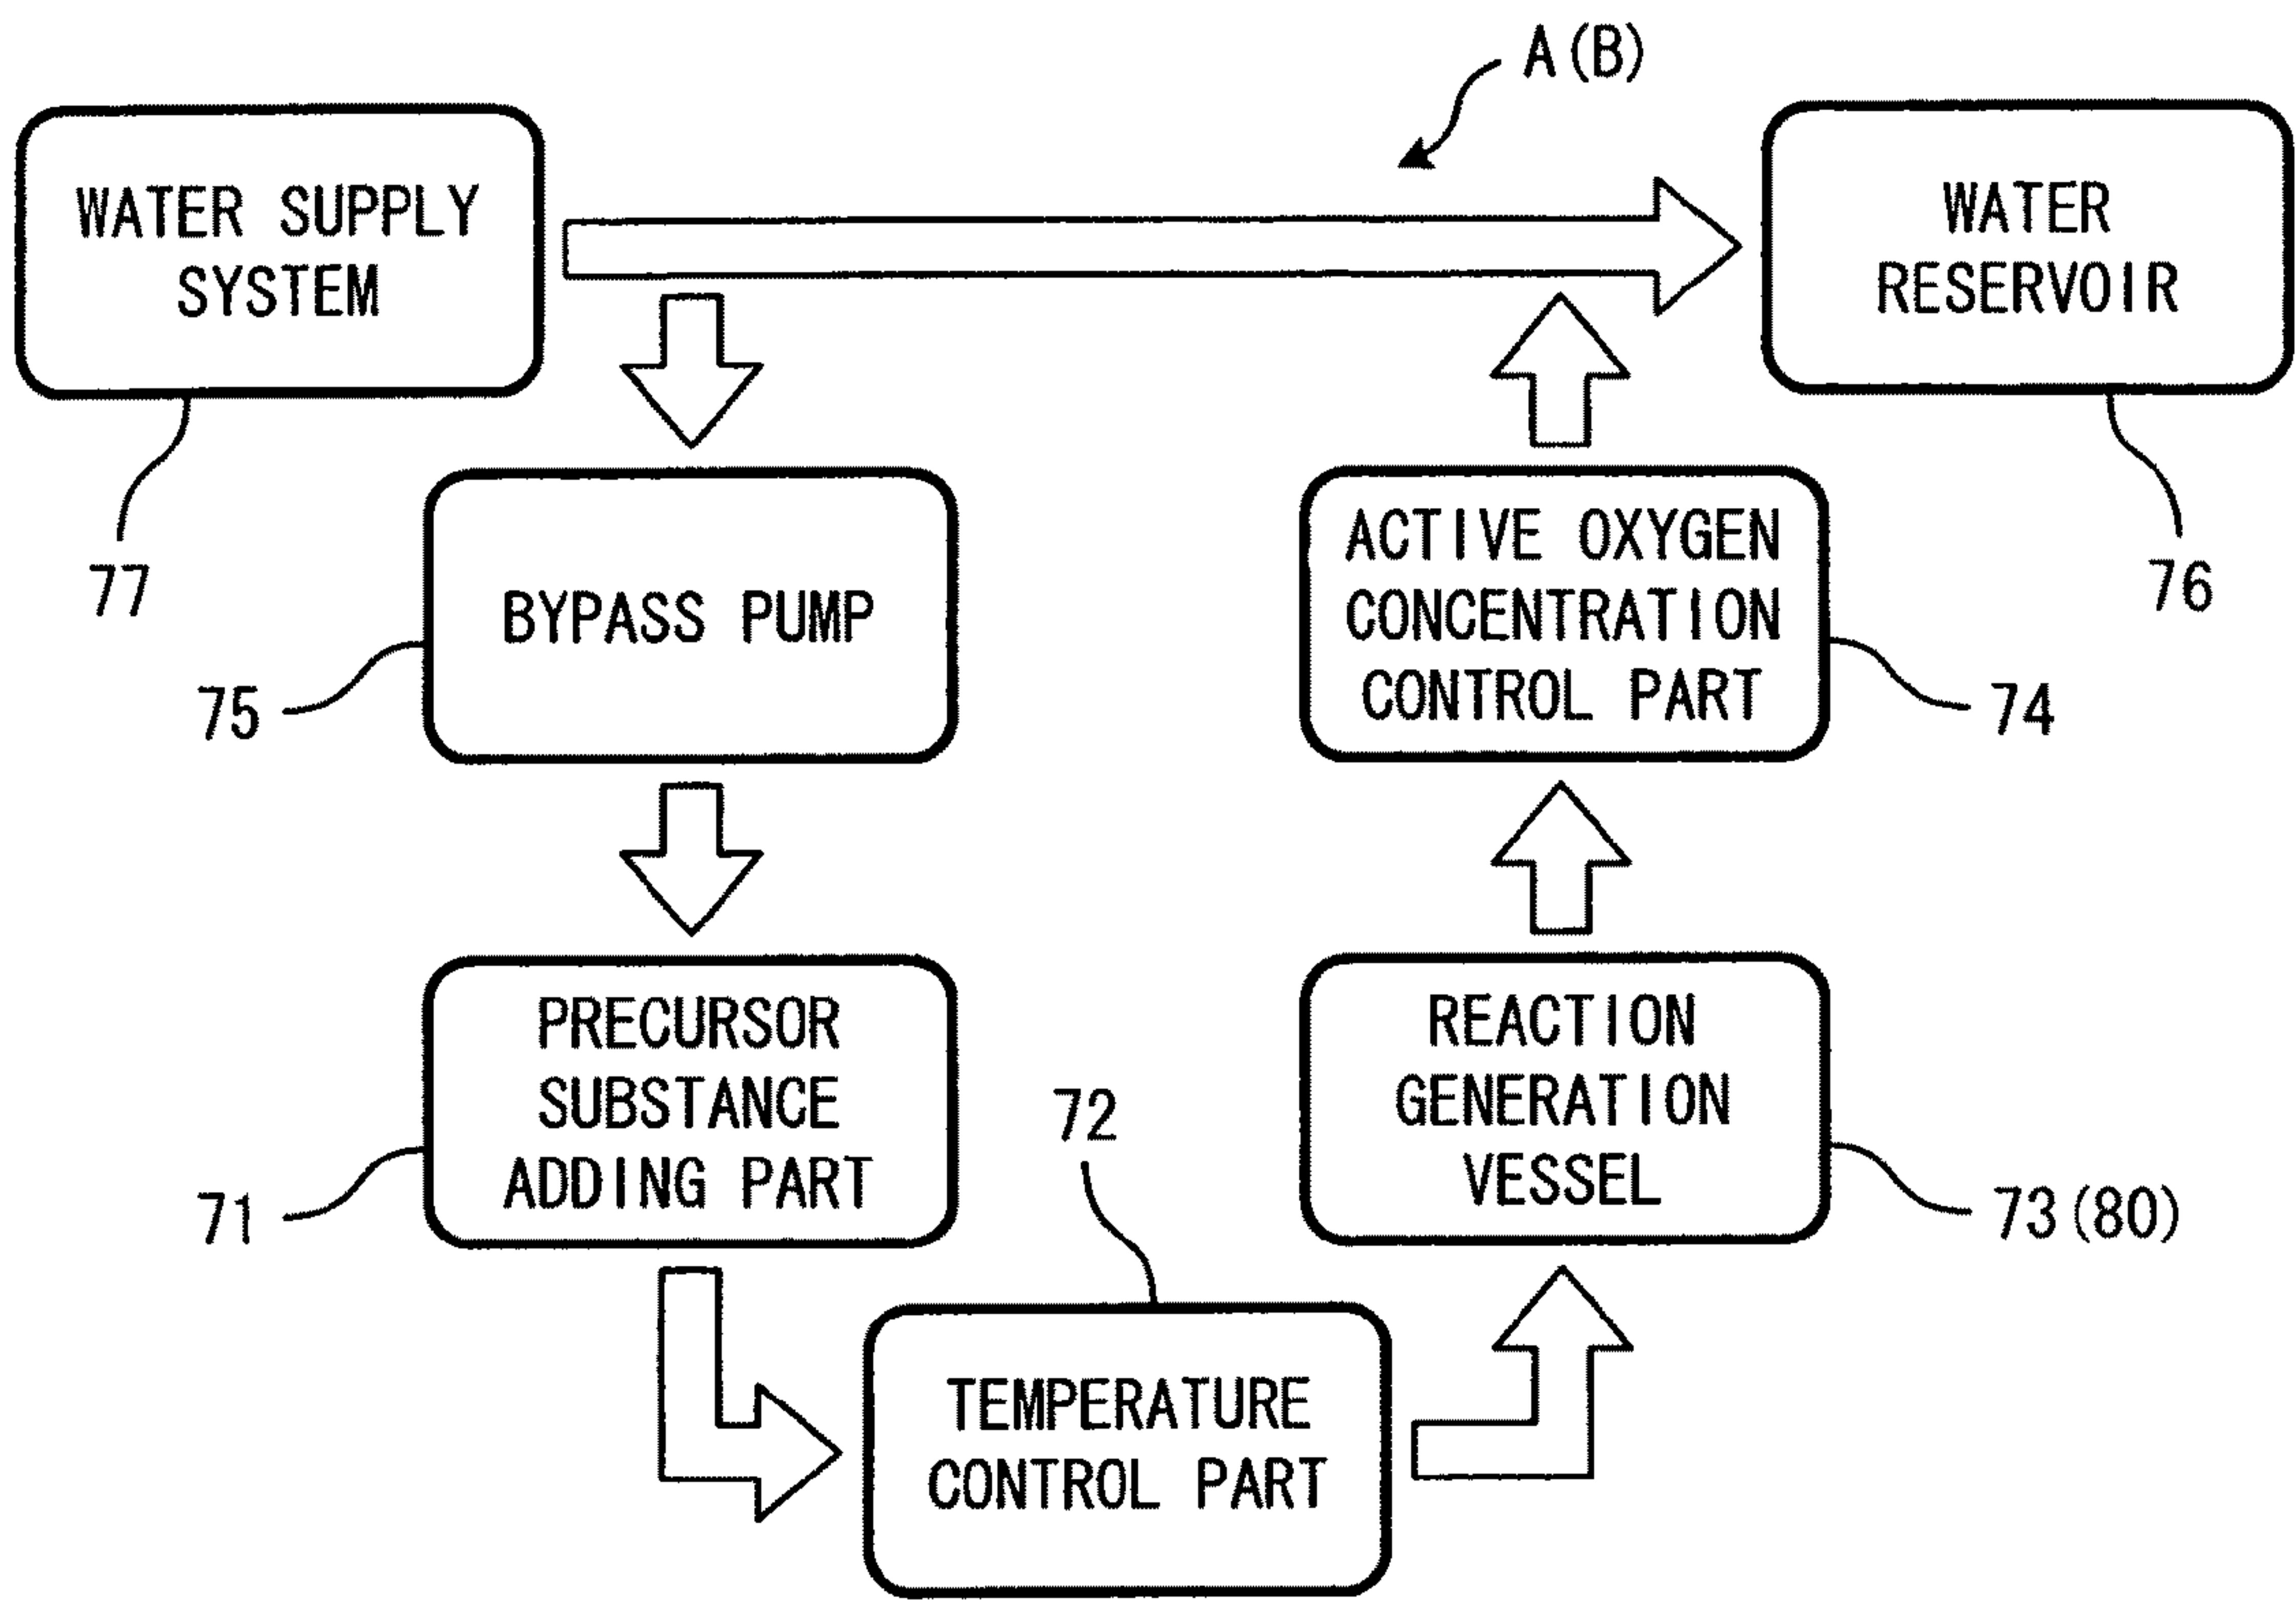 A(B)
WATER SUPPLY
SYSTEM
WATER
RESERVOIR
77
76
BYPASS PUMP
75
ACTIVE OXYGEN
CONCENTRATION
CONTROL PART
74
PRECURSOR
SUBSTANCE
ADDING PART
71
REACTION
GENERATION
VESSEL
73(80)
72
TEMPERATURE
CONTROL PART